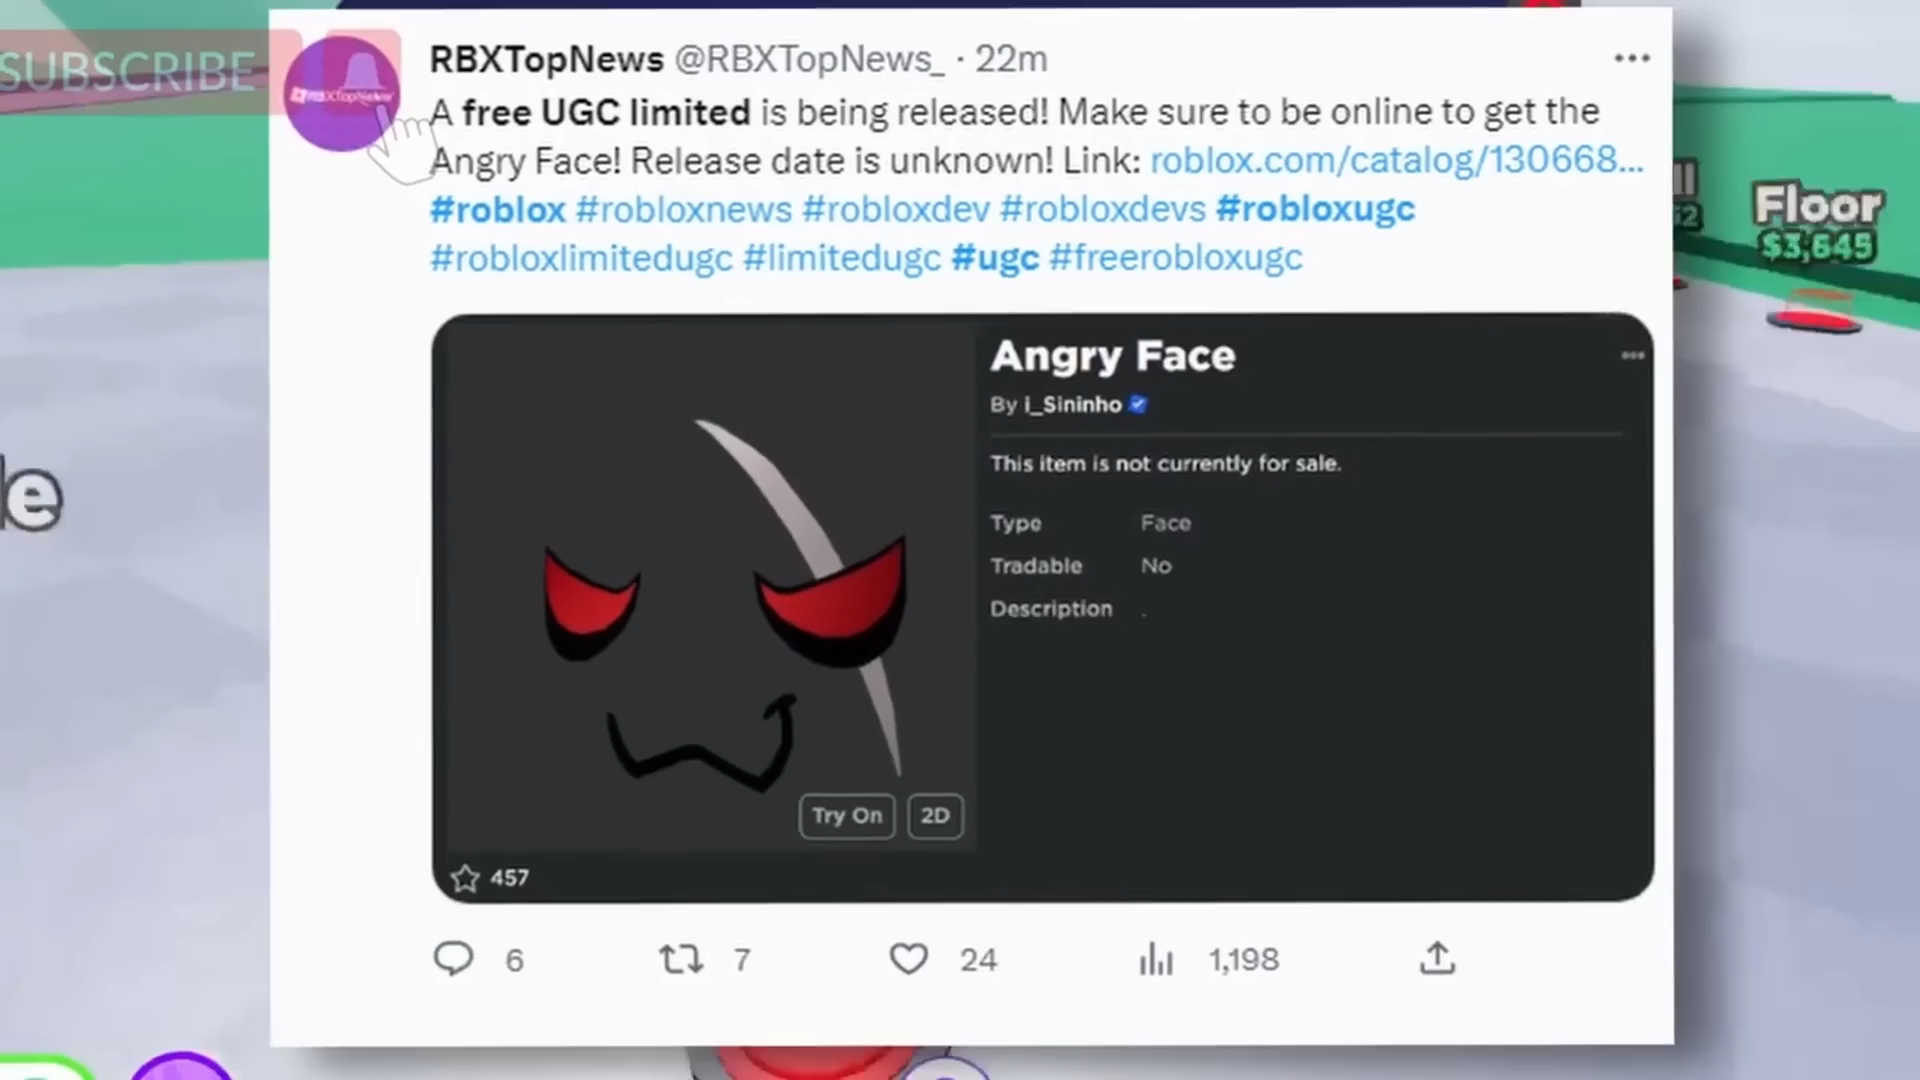 SUBSCRIBE
RBXTopNews @RBXTopNews_ · 22m
A free UGC limited is being released! Make sure to be online to get the
Angry Face! Release date is unknown! Link: roblox.com/catalog/130668...
#roblox #robloxnews #robloxdev #robloxdevs #robloxugc
#robloxlimitedugc #limitedugc #ugc #freerobloxugc
Floor
$3,645
Angry Face
By i_Sininho
This item is not currently for sale.
Type Face
Tradable No
Description .
Try On 2D
457
6 7 24 1,198